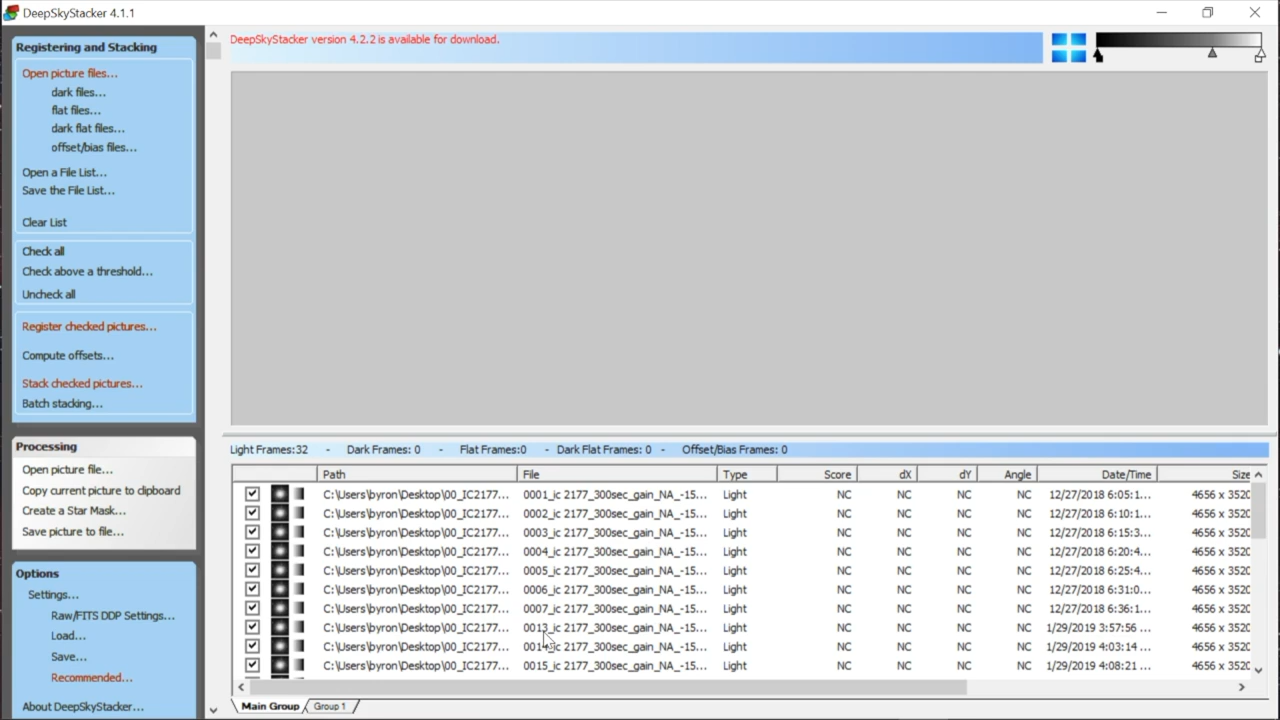 DeepSkyStacker 4.1.1
Registering and Stacking
Open picture files...
dark files...
flat files...
dark flat files...
offset/bias files...
Open a File List...
Save the File List...
Clear List
Check all
Check above a threshold...
Uncheck all
Register checked pictures...
Compute offsets...
Stack checked pictures...
Batch stacking...
Processing
Open picture file...
Copy current picture to clipboard
Create a Star Mask...
Save picture to file...
Options
Settings...
Raw/FITS DDP Settings...
Load...
Save...
Recommended...
About DeepSkyStacker...
DeepSkyStacker version 4.2.2 is available for download.
Light Frames:32 - Dark Frames: 0 - Flat Frames:0 - Dark Flat Frames: 0 - Offset/Bias Frames: 0
Path File Type Score dX dY Angle Date/Time Size
C:\Users\byron\Desktop\00_IC2177... 0001_ic 2177_300sec_gain_NA_-15... Light NC NC NC NC 12/27/2018 6:05:1... 4656 x 3520
C:\Users\byron\Desktop\00_IC2177... 0002_ic 2177_300sec_gain_NA_-15... Light NC NC NC NC 12/27/2018 6:10:1... 4656 x 3520
C:\Users\byron\Desktop\00_IC2177... 0003_ic 2177_300sec_gain_NA_-15... Light NC NC NC NC 12/27/2018 6:15:3... 4656 x 3520
C:\Users\byron\Desktop\00_IC2177... 0004_ic 2177_300sec_gain_NA_-15... Light NC NC NC NC 12/27/2018 6:20:4... 4656 x 3520
C:\Users\byron\Desktop\00_IC2177... 0005_ic 2177_300sec_gain_NA_-15... Light NC NC NC NC 12/27/2018 6:25:4... 4656 x 3520
C:\Users\byron\Desktop\00_IC2177... 0006_ic 2177_300sec_gain_NA_-15... Light NC NC NC NC 12/27/2018 6:31:0... 4656 x 3520
C:\Users\byron\Desktop\00_IC2177... 0007_ic 2177_300sec_gain_NA_-15... Light NC NC NC NC 12/27/2018 6:36:1... 4656 x 3520
C:\Users\byron\Desktop\00_IC2177... 0013_ic 2177_300sec_gain_NA_-15... Light NC NC NC NC 1/29/2019 3:57:56 ... 4656 x 3520
C:\Users\byron\Desktop\00_IC2177... 0014_ic 2177_300sec_gain_NA_-15... Light NC NC NC NC 1/29/2019 4:03:14 ... 4656 x 3520
C:\Users\byron\Desktop\00_IC2177... 0015_ic 2177_300sec_gain_NA_-15... Light NC NC NC NC 1/29/2019 4:08:21 ... 4656 x 3520
Main Group Group 1